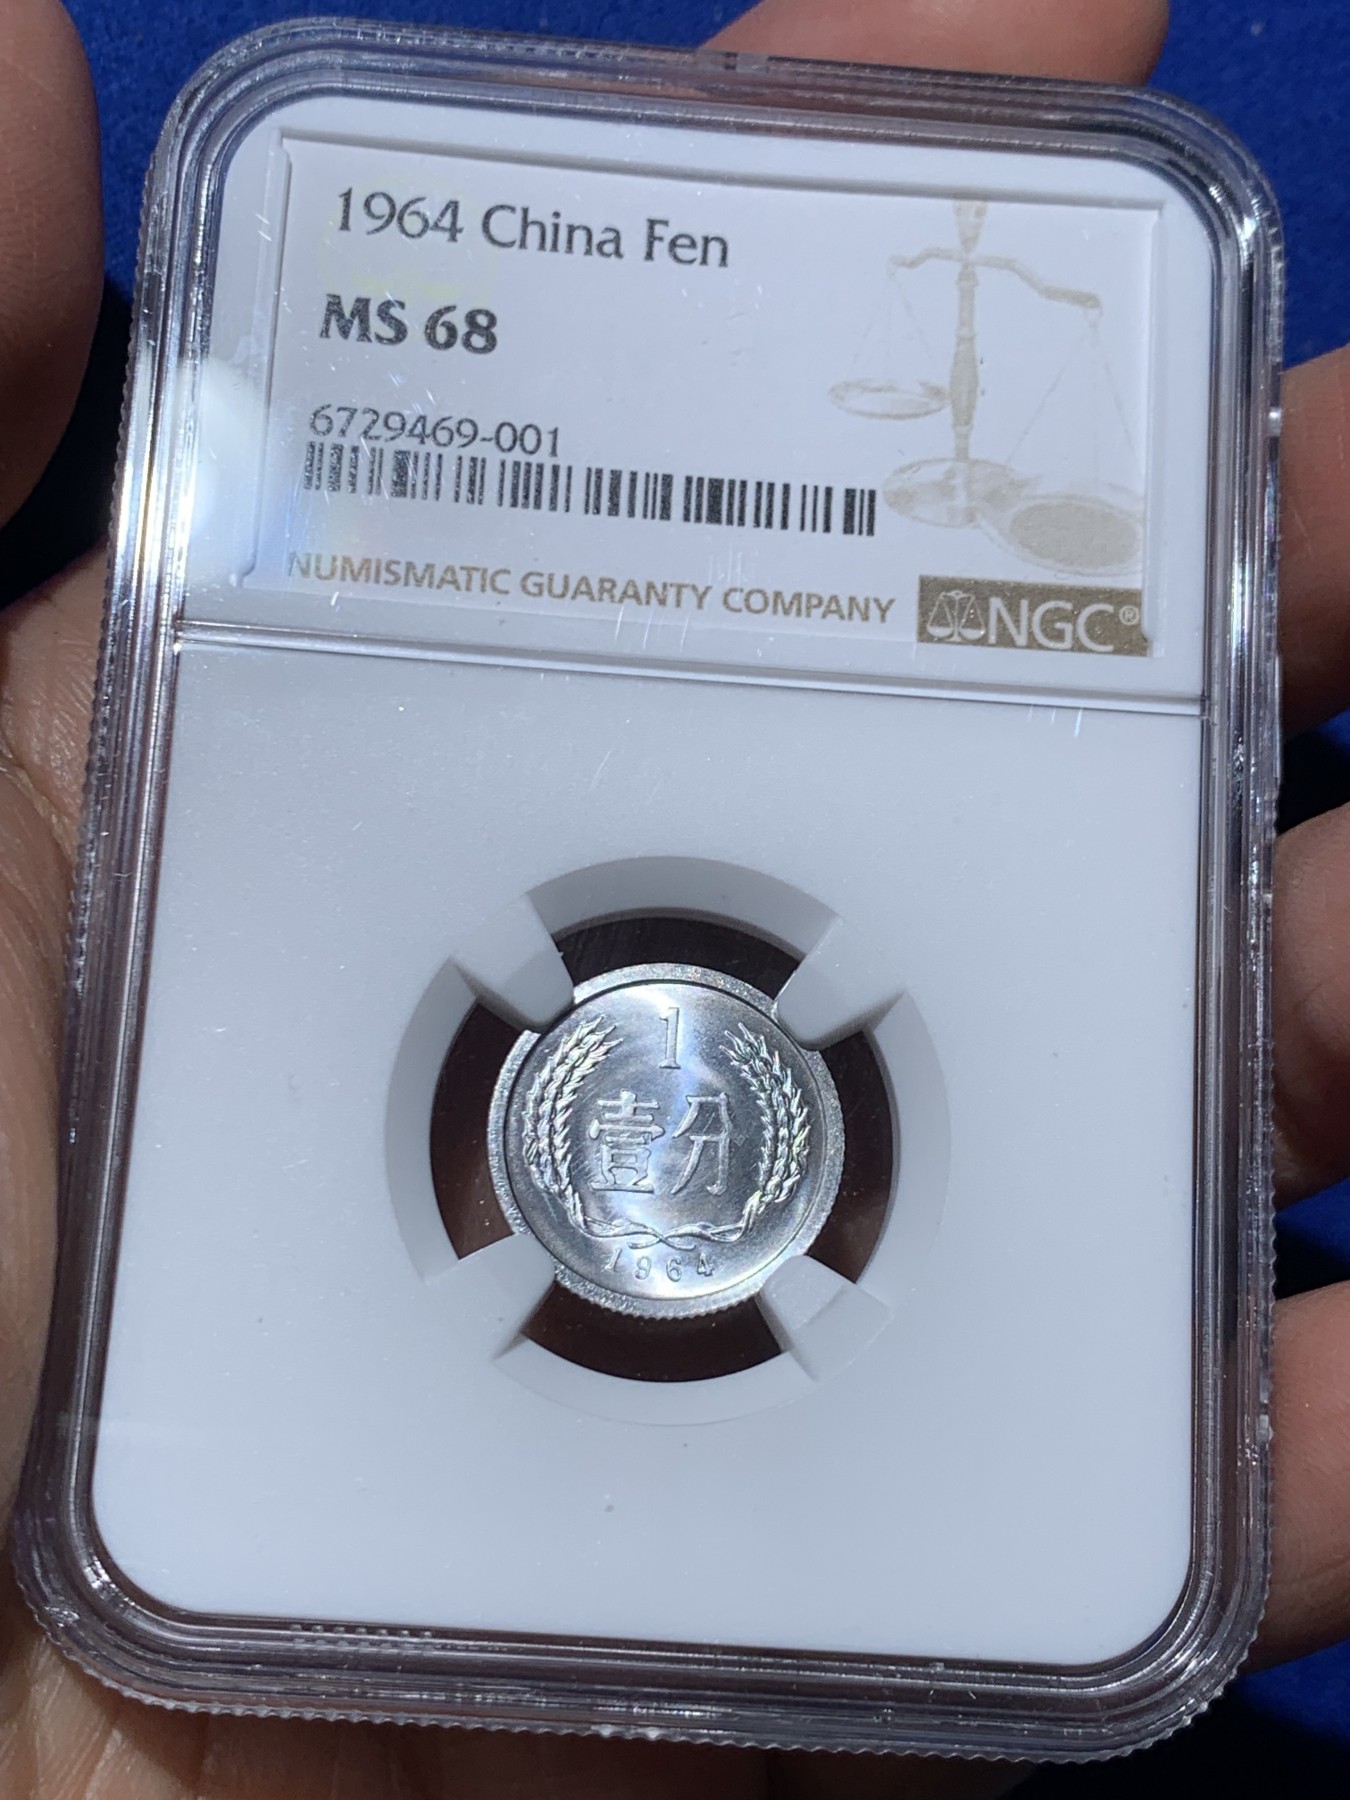 1964 China Fen
MS 68
6729469-001
NUMISMATIC GUARANTY COMPANY
NGC®
1
壹分
1964